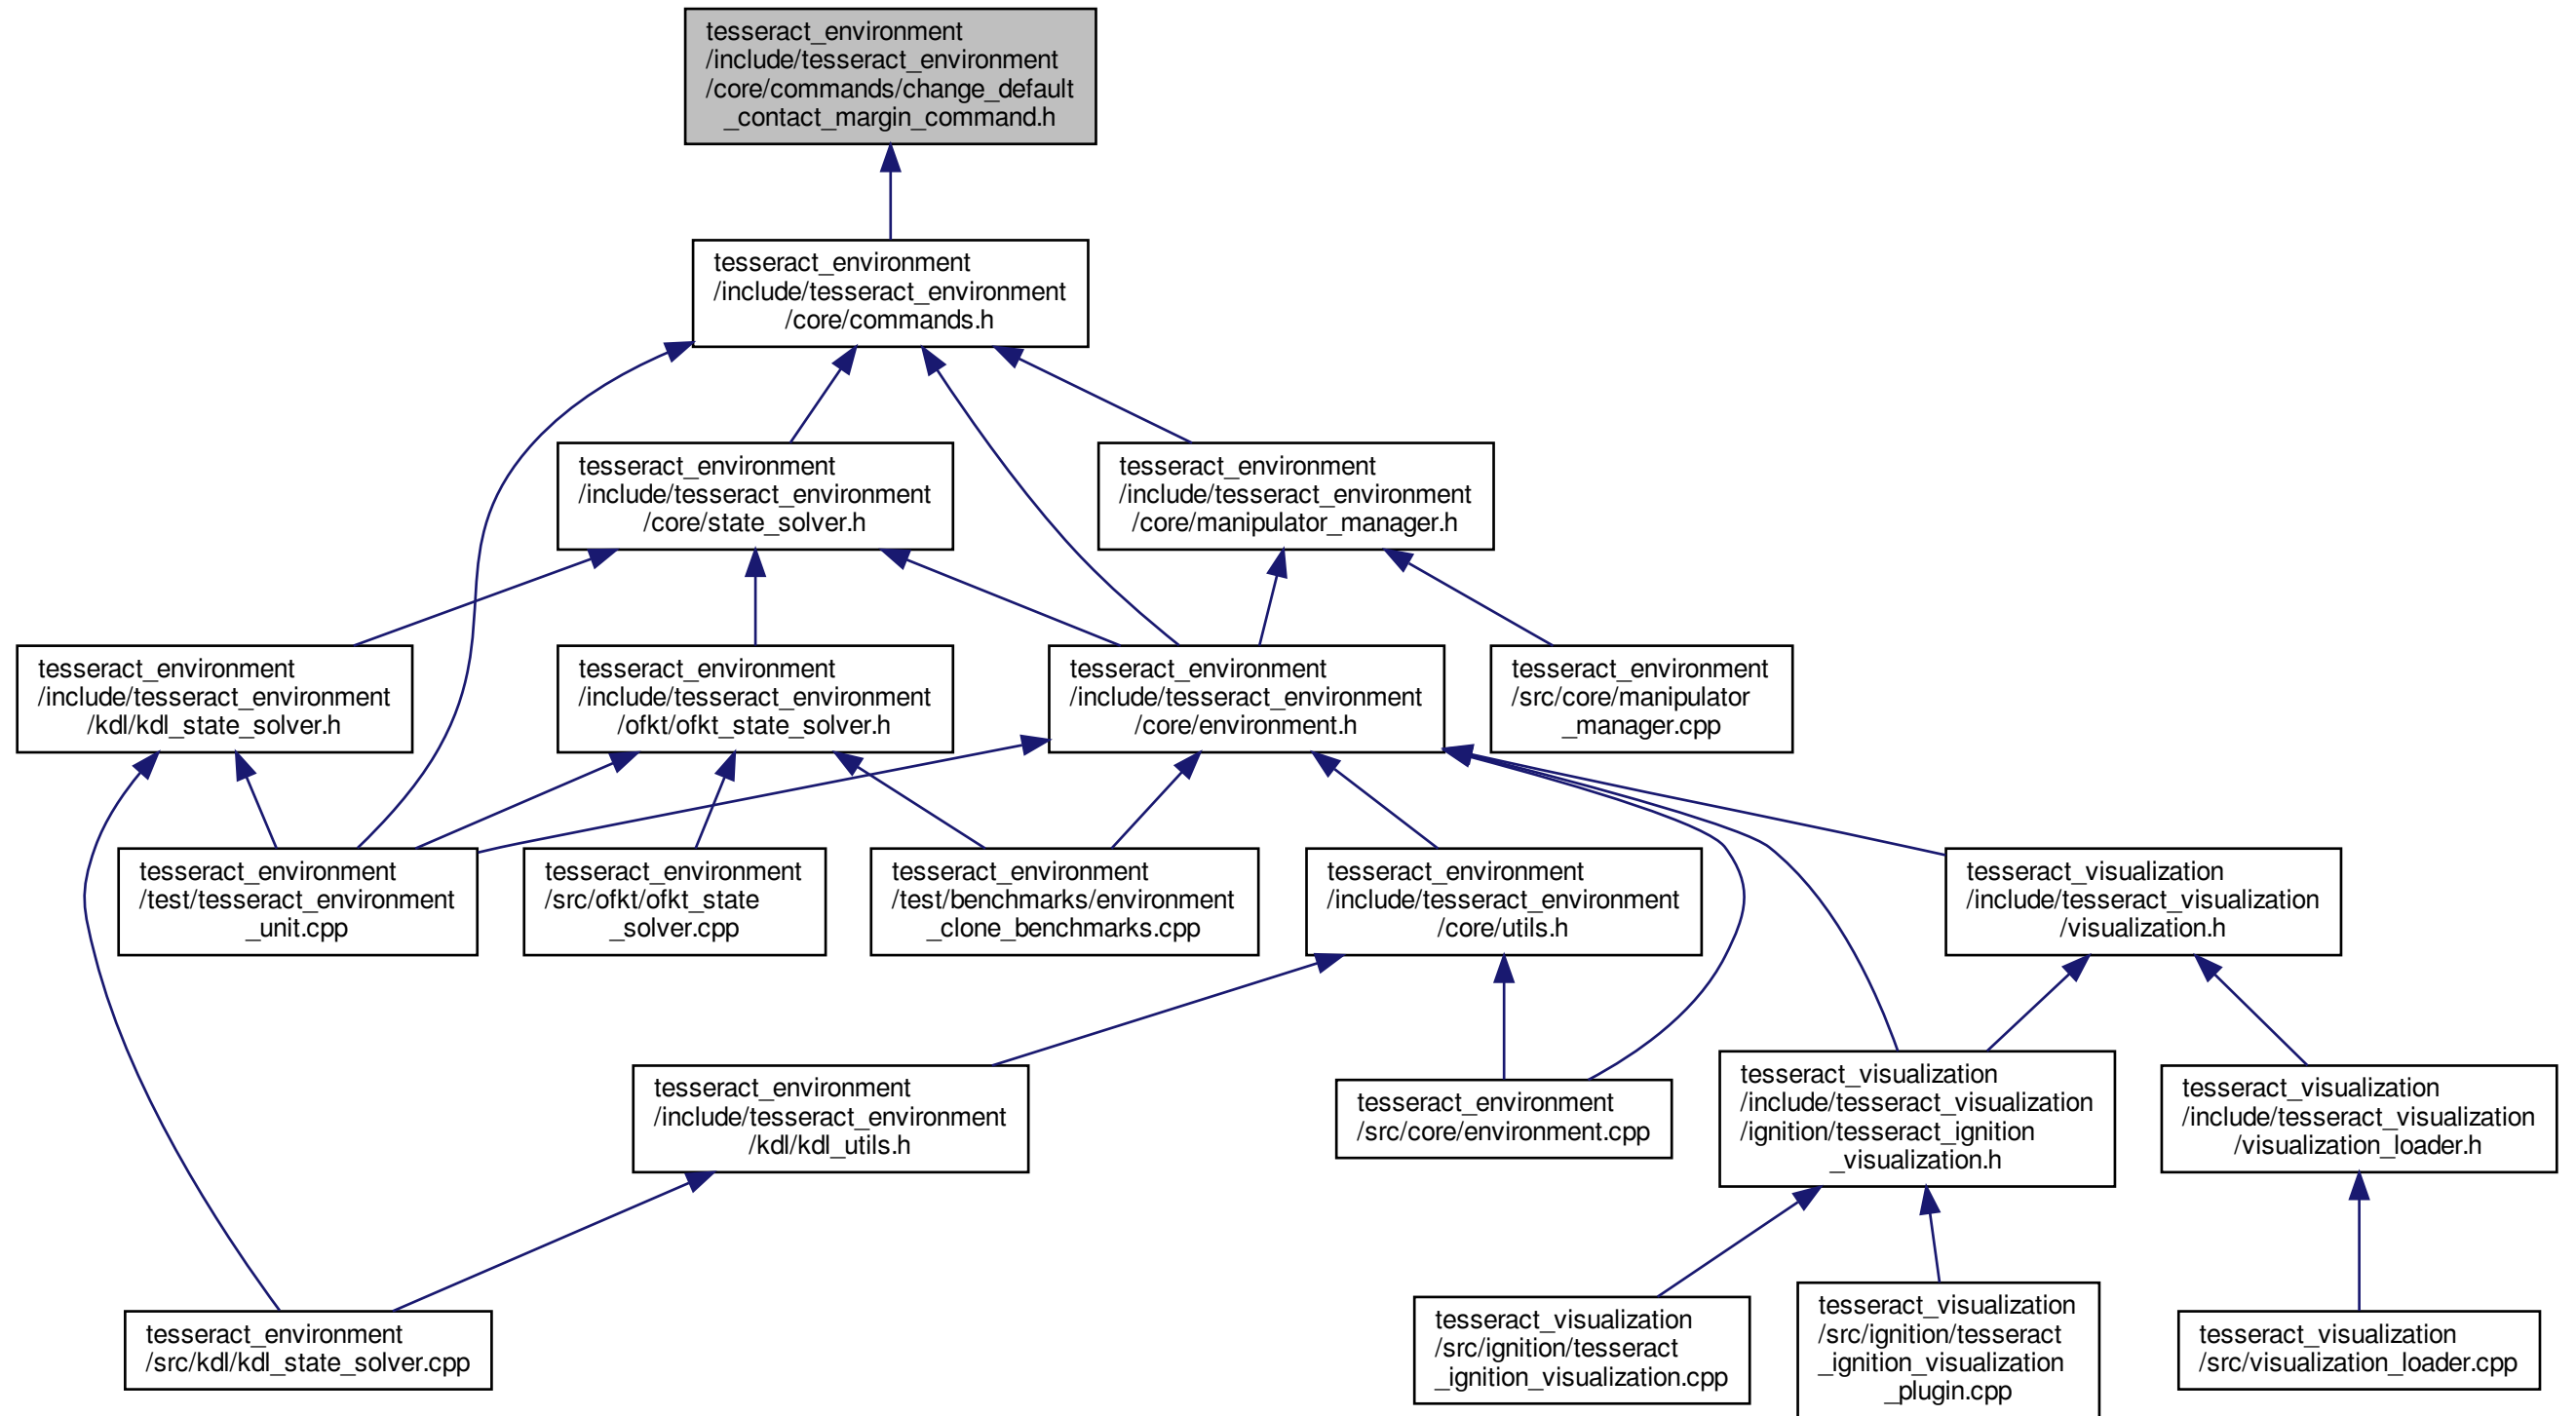 tesseract_environment
/include/tesseract_environment
/core/commands/change_default
_contact_margin_command.h
tesseract_environment
/include/tesseract_environment
/core/commands.h
tesseract_environment
/include/tesseract_environment
/core/state_solver.h
tesseract_environment
/include/tesseract_environment
/core/manipulator_manager.h
tesseract_environment
/include/tesseract_environment
/kdl/kdl_state_solver.h
tesseract_environment
/include/tesseract_environment
/ofkt/ofkt_state_solver.h
tesseract_environment
/include/tesseract_environment
/core/environment.h
tesseract_environment
/src/core/manipulator
_manager.cpp
tesseract_environment
/test/tesseract_environment
_unit.cpp
tesseract_environment
/src/ofkt/ofkt_state
_solver.cpp
tesseract_environment
/test/benchmarks/environment
_clone_benchmarks.cpp
tesseract_environment
/include/tesseract_environment
/core/utils.h
tesseract_visualization
/include/tesseract_visualization
/visualization.h
tesseract_environment
/include/tesseract_environment
/kdl/kdl_utils.h
tesseract_environment
/src/core/environment.cpp
tesseract_visualization
/include/tesseract_visualization
/ignition/tesseract_ignition
_visualization.h
tesseract_visualization
/include/tesseract_visualization
/visualization_loader.h
tesseract_environment
/src/kdl/kdl_state_solver.cpp
tesseract_visualization
/src/ignition/tesseract
_ignition_visualization.cpp
tesseract_visualization
/src/ignition/tesseract
_ignition_visualization
_plugin.cpp
tesseract_visualization
/src/visualization_loader.cpp